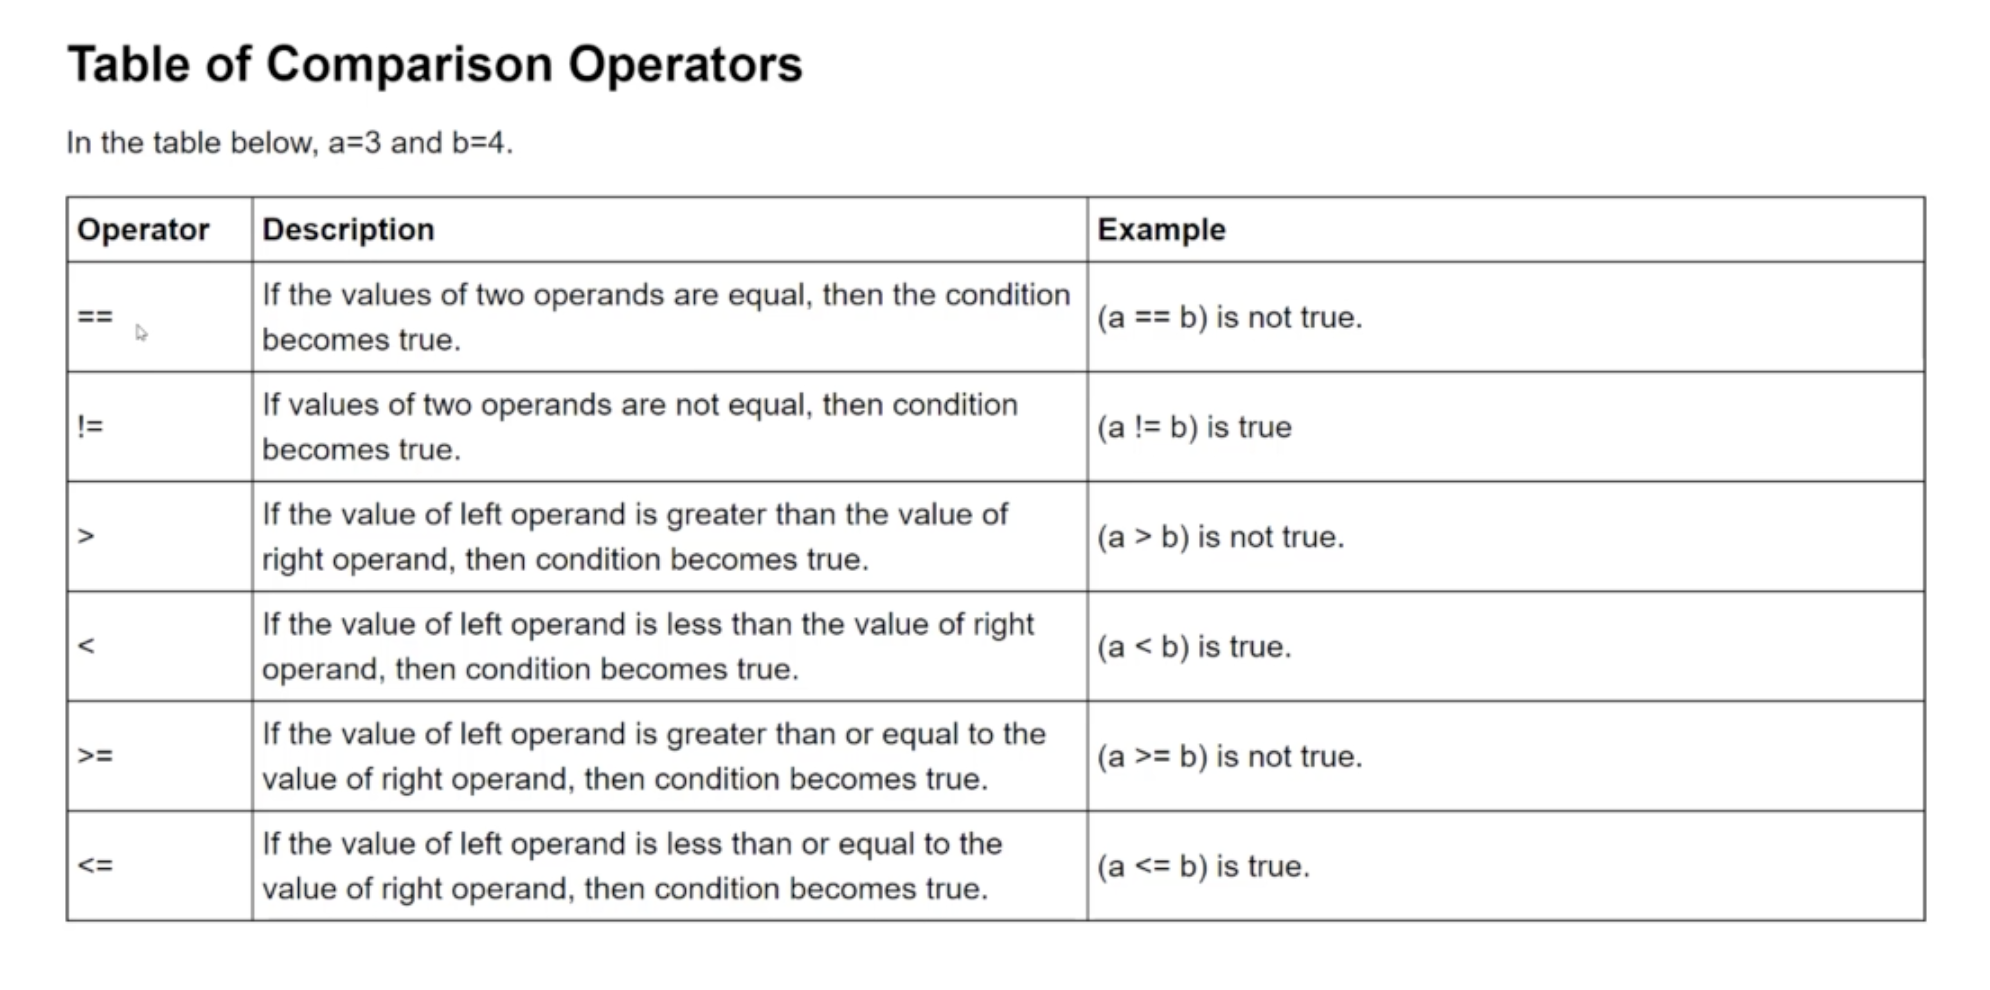 Table of Comparison Operators
In the table below, a=3 and b=4.
Operator Description Example
== If the values of two operands are equal, then the condition becomes true. (a == b) is not true.
!= If values of two operands are not equal, then condition becomes true. (a != b) is true
> If the value of left operand is greater than the value of right operand, then condition becomes true. (a > b) is not true.
< If the value of left operand is less than the value of right operand, then condition becomes true. (a < b) is true.
>= If the value of left operand is greater than or equal to the value of right operand, then condition becomes true. (a >= b) is not true.
<= If the value of left operand is less than or equal to the value of right operand, then condition becomes true. (a <= b) is true.